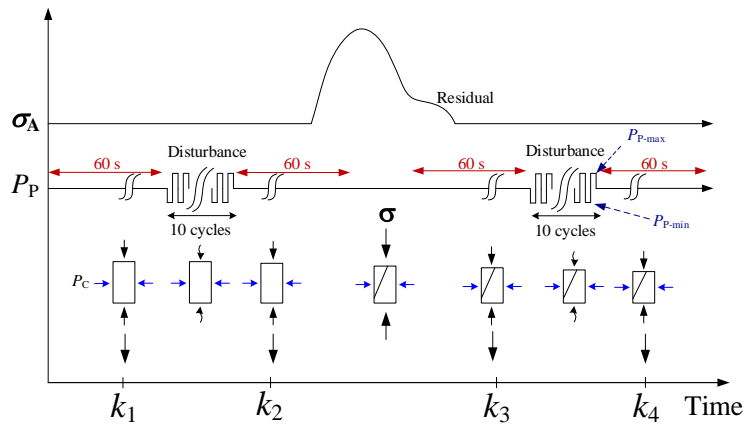 Residual
σA
Disturbance
Disturbance
PP-max
60 s
60 s
60 s
60 s
PP
σ
PP-min
10 cycles
10 cycles
PC
k1
k2
k3
k4
Time